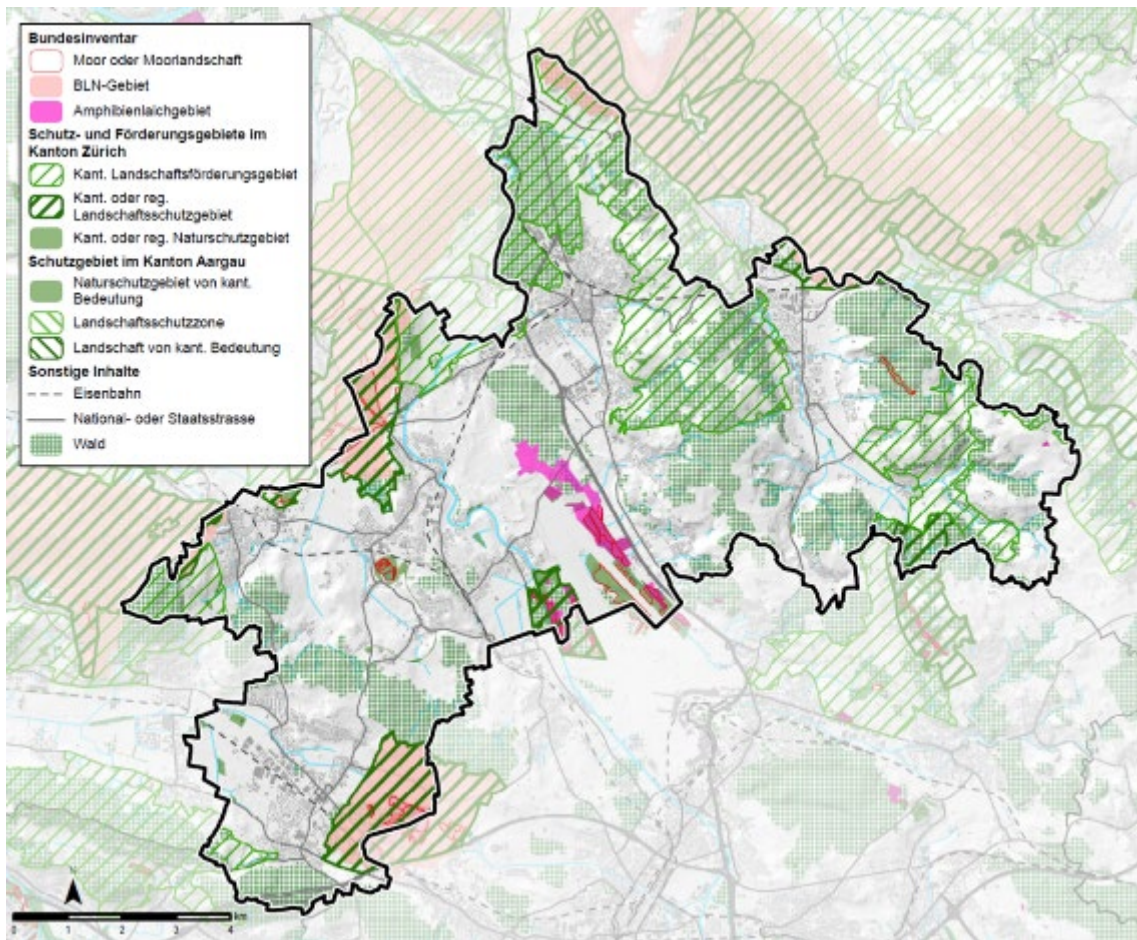 Bundesinventar
Moor oder Moorlandschaft
BLN-Gebiet
Amphibienlaichgebiet
Schutz- und Förderungsgebiete im
Kanton Zürich
Kant. Landschaftsförderungsgebiet
Kant. oder reg.
Landschaftsschutzgebiet
Kant. oder reg. Naturschutzgebiet
Schutzgebiet im Kanton Aargau
Naturschutzgebiet von kant.
Bedeutung
Landschaftsschutzzone
Landschaft von kant. Bedeutung
Sonstige Inhalte
Eisenbahn
National- oder Staatsstrasse
Wald
km
0 1 2 3 4